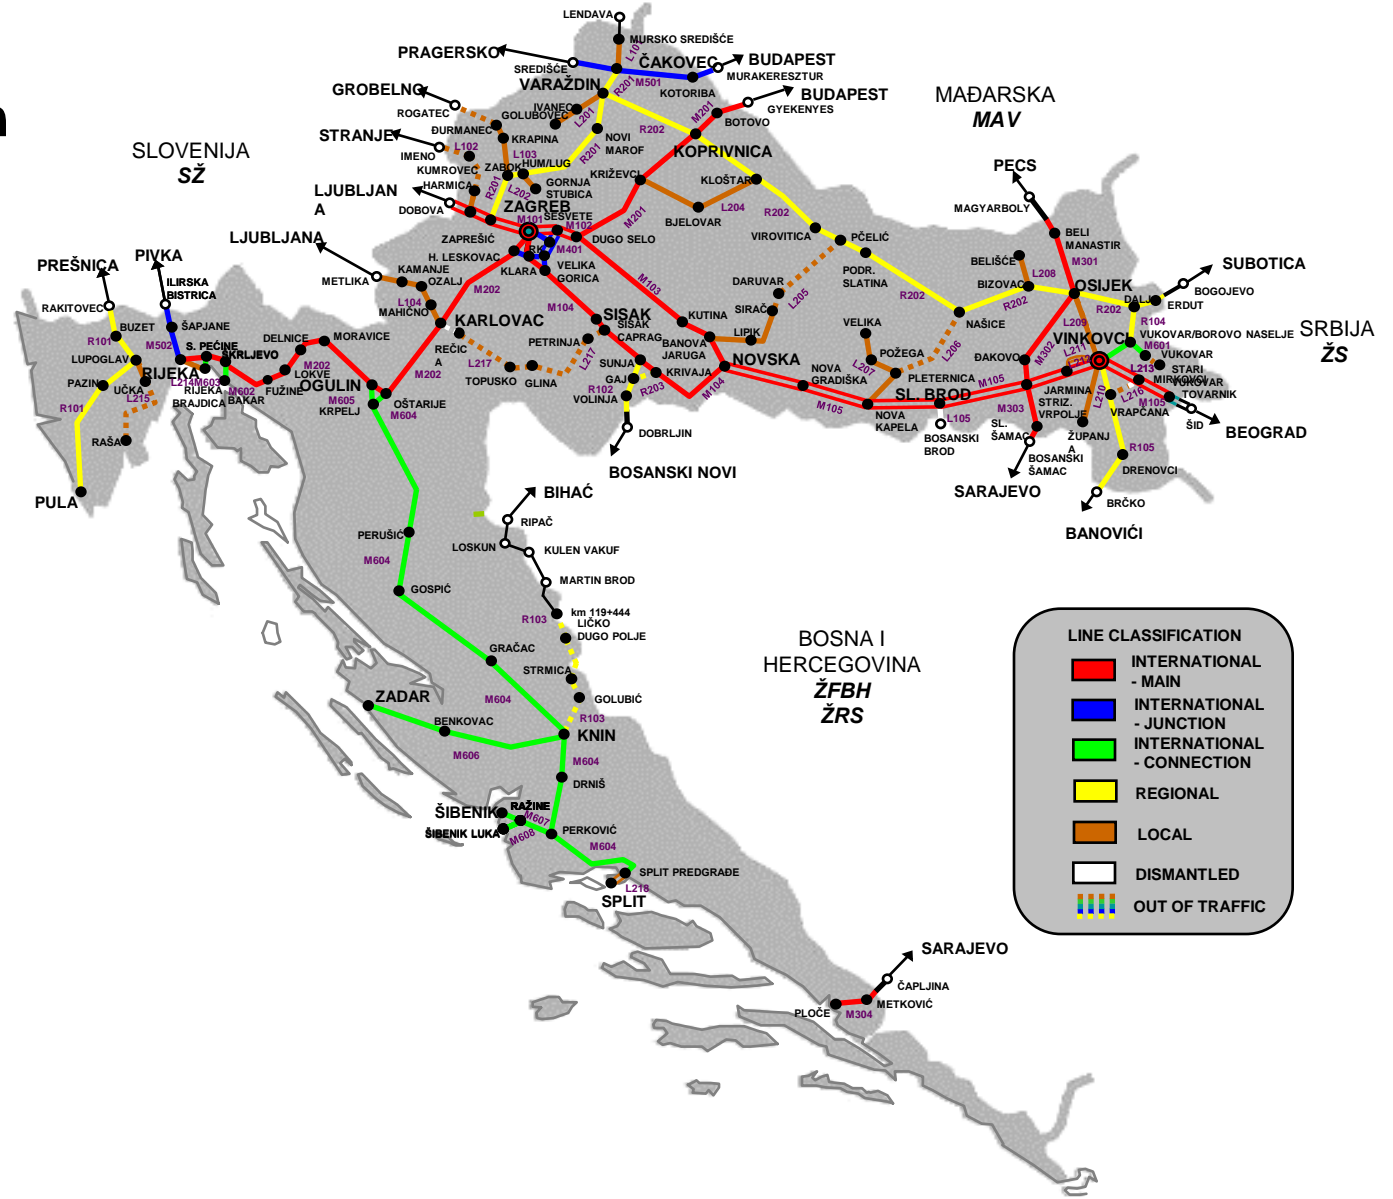 LENDAVA
MURSKO SREDIŠĆE
L101
PRAGERSKO
SREDIŠĆE
ČAKOVEC
BUDAPEST
MURAKERESZTUR
M501
KOTORIBA
R201
VARAŽDIN
GROBELNO
ROGATEC
IVANEC
GOLUBOVEC
L201
M201
BUDAPEST
GYEKENYES
BOTOVO
MAĐARSKA
MAV
STRANJE
ĐURMANEC
KRAPINA
NOVI
MAROF
R201
R202
KOPRIVNICA
SLOVENIJA
SŽ
IMENO
L102
L103
KUMROVEC
HARMICA
ZABOK
HUM/LUG
L202
GORNJA
STUBICA
R201
KRIŽEVCI
KLOŠTAR
L204
BJELOVAR
M201
R202
PECS
MAGYARBOLY
LJUBLJAN
A
DOBOVA
ZAGREB
M101
SESVETE
M102
DUGO SELO
ZAPREŠIĆ
H. LESKOVAC
RK
M401
KLARA
VELIKA
GORICA
VIROVITICA
PČELIĆ
BELI
MANASTIR
M301
LJUBLJANA
METLIKA
KAMANJE
OZALJ
L104
MAHIČNO
M202
M103
M104
DARUVAR
SIRAČ
L205
PODR.
SLATINA
BELIŠĆE
L208
BIZOVAC
OSIJEK
SUBOTICA
BOGOJEVO
PREŠNICA
PIVKA
RAKITOVEC
ILIRSKA
BISTRICA
R202
R202
R202
DALJ
ERDUT
BUZET
R101
ŠAPJANE
M502
DELNICE
MORAVICE
KARLOVAC
SISAK
SISAK
CAPRAG
KUTINA
LIPIK
VELIKA
NAŠICE
L209
R104
VUKOVAR/BOROVO NASELJE
SRBIJA
ŽS
LUPOGLAV
RIJEKA
S. PEĆINE
ŠKRLJEVO
M202
LOKVE
FUŽINE
REČIC
A
M202
PETRINJA
L217
L217
TOPUSKO
GLINA
SUNJA
BANOVA
JARUGA
NOVSKA
KRIVAJA
POŽEGA
L207
PLETERNICA
L206
ĐAKOVO
M302
L211
L212
VINKOVCI
M601
VUKOVAR
STARI
VUKOVAR
L213
MIRKOVCI
PAZIN
UČKA
L215
L214
M603
RIJEKA
BRAJDICA
M602
BAKAR
OGULIN
M605
KRPELJ
OŠTARIJE
M604
GAJ
R102
R203
VOLINJA
M104
NOVA
GRADIŠKA
M105
M105
SL. BROD
JARMINA
STRIZ.
VRPOLJE
L210
L216
VRAPČANA
M105
TOVARNIK
ŠID
BEOGRAD
R101
RAŠA
DOBRLJIN
BOSANSKI NOVI
NOVA
KAPELA
L105
BOSANSKI
BROD
M303
SL.
ŠAMAC
BOSANSKI
ŠAMAC
SARAJEVO
ŽUPANJ
A
R105
DRENOVCI
BRČKO
BANOVIĆI
PULA
BIHAĆ
RIPAČ
LOSKUN
KULEN VAKUF
MARTIN BROD
PERUŠIĆ
M604
GOSPIĆ
km 119+444
LIČKO
DUGO POLJE
R103
GRAČAC
STRMICA
M604
GOLUBIĆ
R103
BOSNA I
HERCEGOVINA
ŽFBH
ŽRS
ZADAR
BENKOVAC
M606
KNIN
M604
DRNIŠ
ŠIBENIK
RAŽINE
M607
ŠIBENIK LUKA
M608
PERKOVIĆ
M604
SPLIT PREDGRAĐE
L218
SPLIT
SARAJEVO
ČAPLJINA
METKOVIĆ
PLOČE
M304
LINE CLASSIFICATION
INTERNATIONAL
- MAIN
INTERNATIONAL
- JUNCTION
INTERNATIONAL
- CONNECTION
REGIONAL
LOCAL
DISMANTLED
OUT OF TRAFFIC